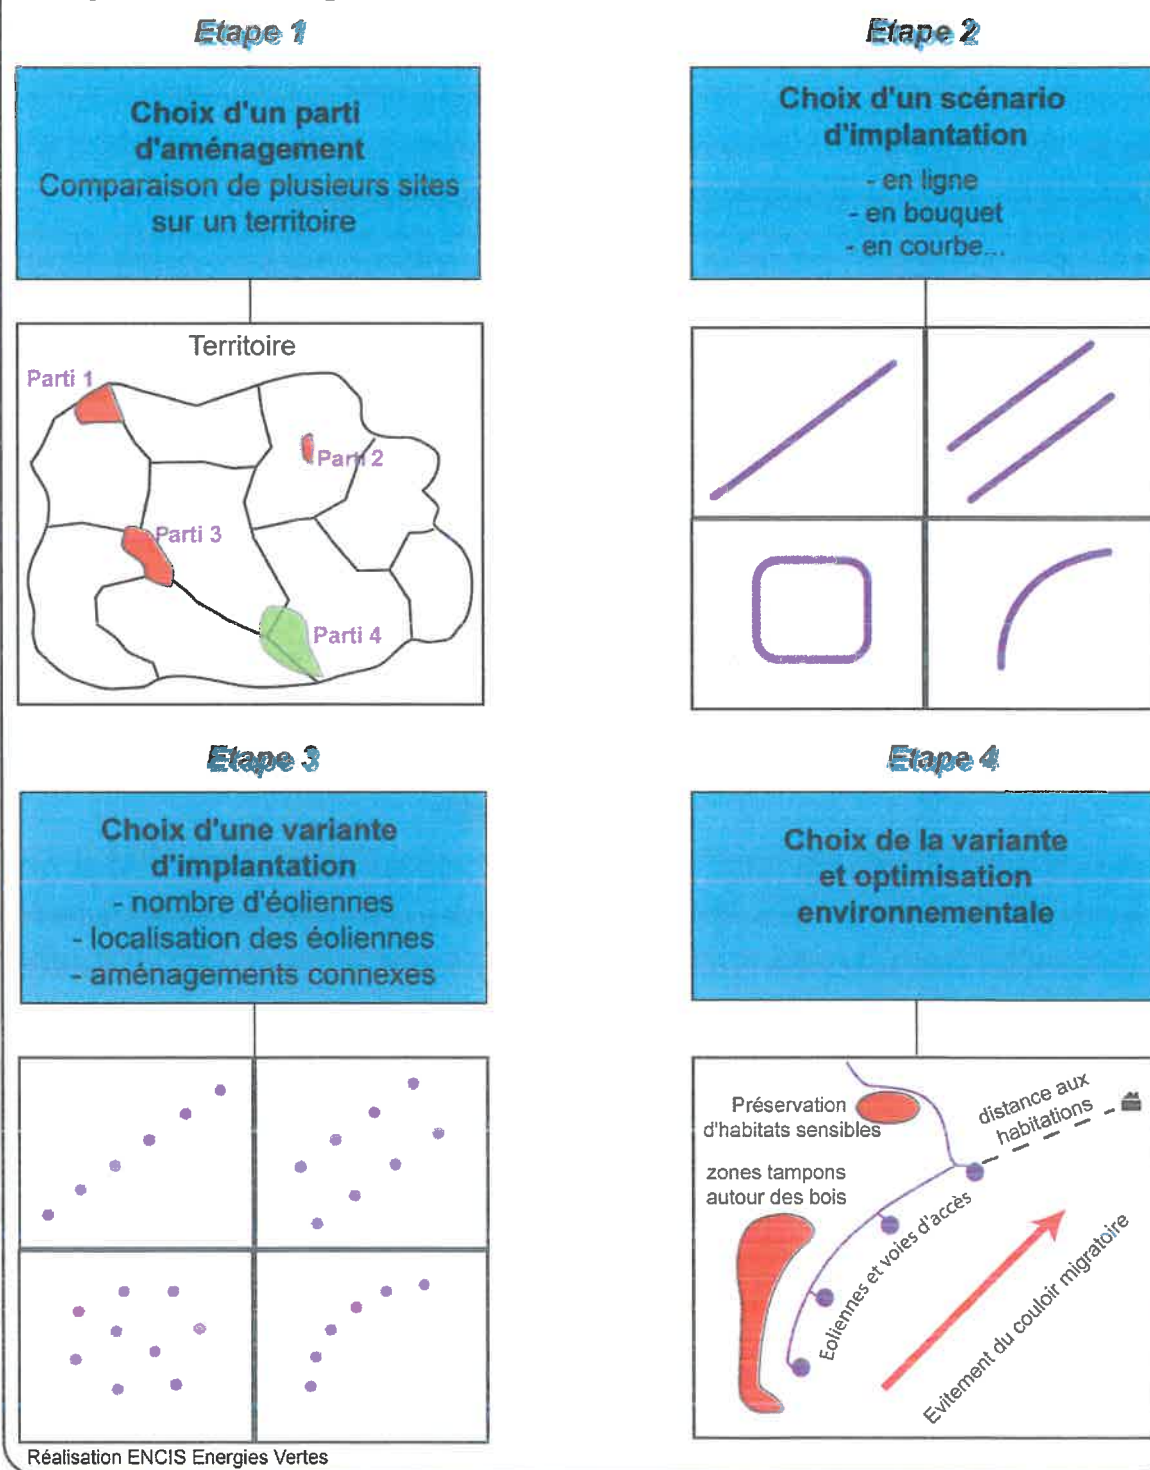 Etape 1
Choix d'un parti
d'aménagement
Comparaison de plusieurs sites
sur un territoire
Territoire
Parti 1
Parti 2
Parti 3
Parti 4
Etape 2
Choix d'un scénario
d'implantation
- en ligne
- en bouquet
- en courbe...
Etape 3
Choix d'une variante
d'implantation
- nombre d'éoliennes
- localisation des éoliennes
- aménagements connexes
Etape 4
Choix de la variante
et optimisation
environnementale
Préservation
d'habitats sensibles
distance aux
habitations
zones tampons
autour des bois
Eoliennes et voies d'accès
Evitement du couloir migratoire
Réalisation ENCIS Energies Vertes